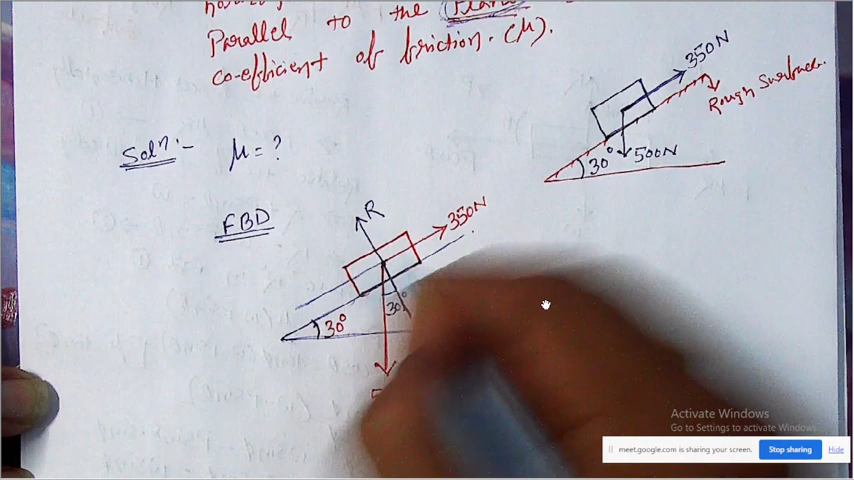 Parallel to the
co-efficient of friction. (μ).
350N
Rough Surface.
30°
500N
Solⁿ:-
μ = ?
FBD
R
350N
30°
30°
Activate Windows
Go to Settings to activate Windows
meet.google.com is sharing your screen.
Stop sharing
Hide